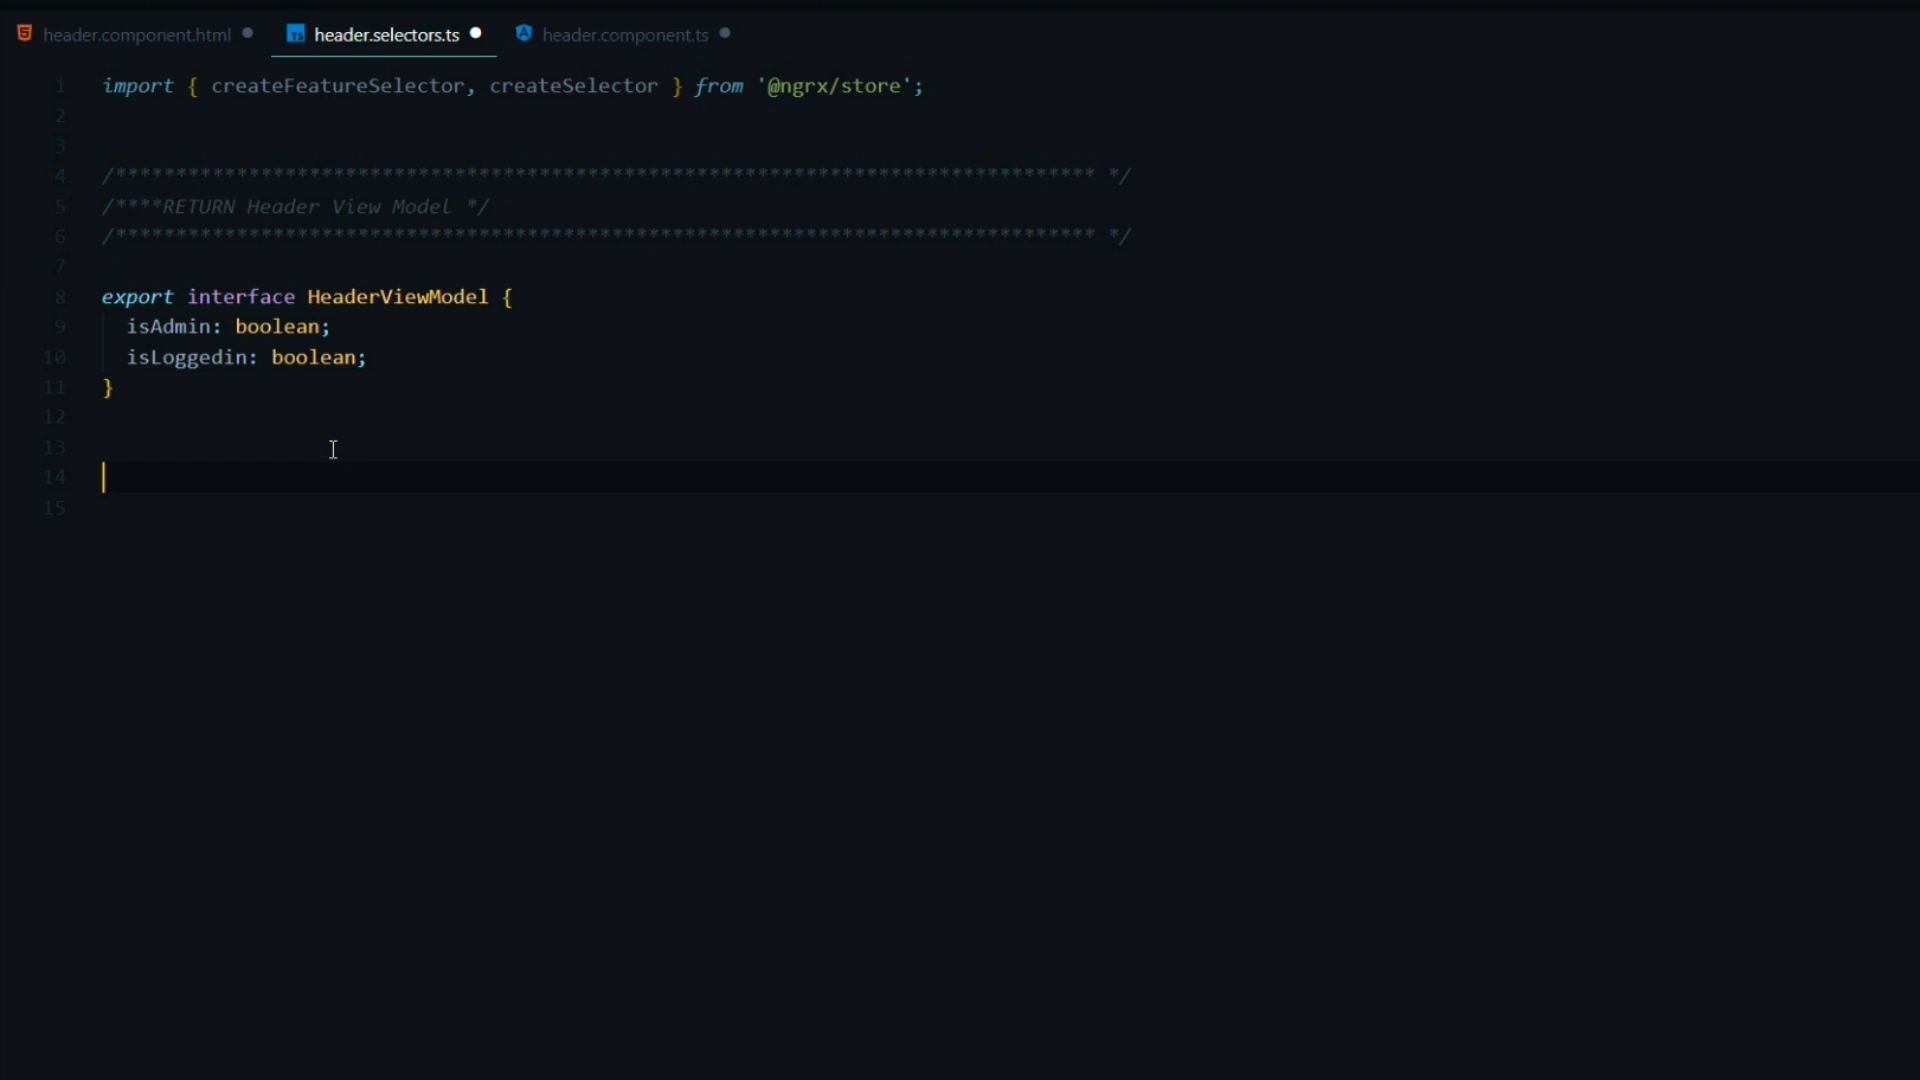 header.component.html
TS header.selectors.ts
header.component.ts
1 import { createFeatureSelector, createSelector } from '@ngrx/store';
2
3
4 /********************************************************************************* */
5 /****RETURN Header View Model */
6 /********************************************************************************* */
7
8 export interface HeaderViewModel {
9 isAdmin: boolean;
10 isLoggedin: boolean;
11 }
12
13
14
15